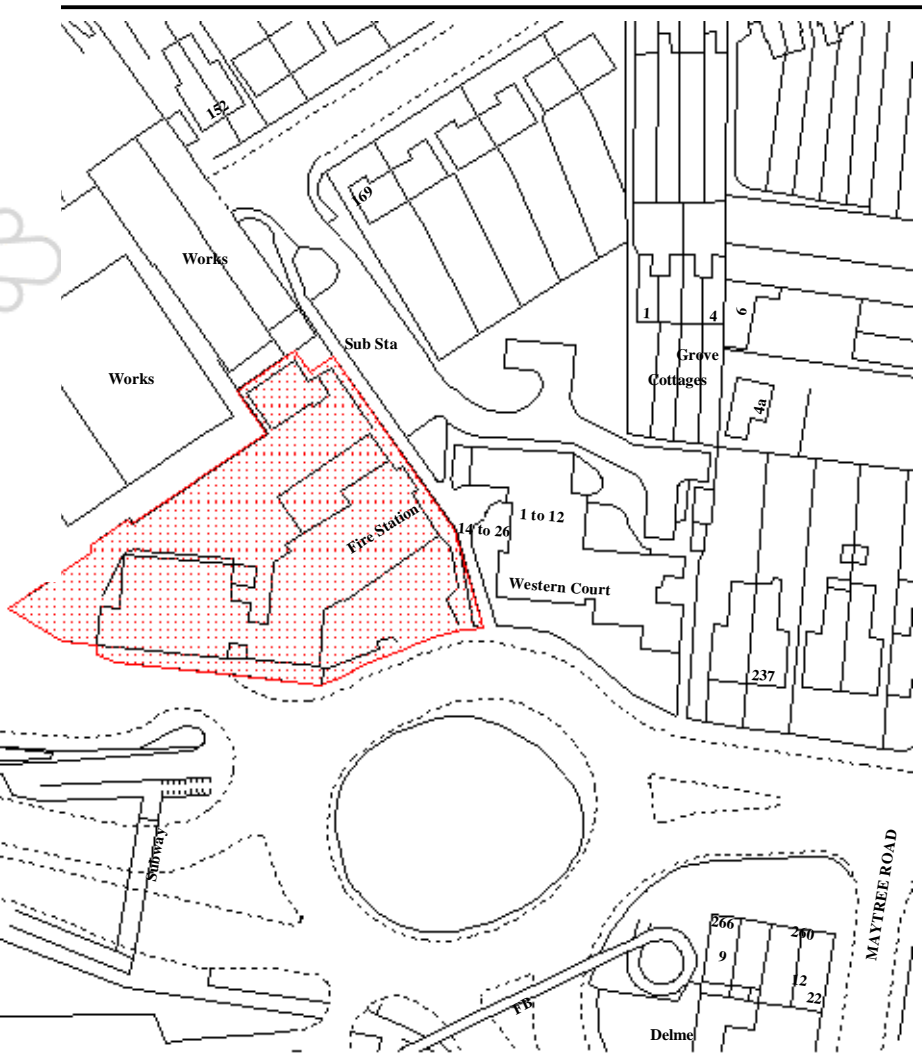 152
169
Works
1
4
6
Sub Sta
Grove
Cottages
Works
4a
1 to 12
Fire Station
14 to 26
Western Court
237
Subway
MAYTREE ROAD
266
260
9
12
22
FB
Delme